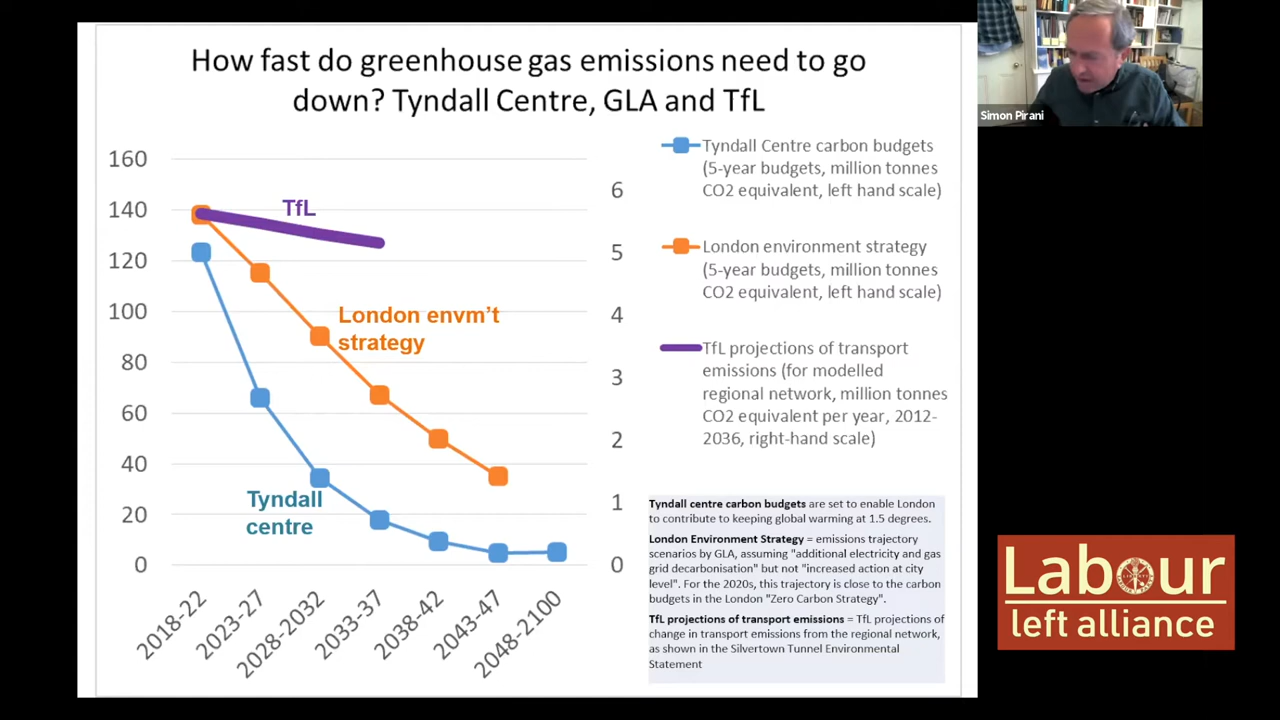 How fast do greenhouse gas emissions need to go
down? Tyndall Centre, GLA and TfL
Simon Pirani
160
140
120
100
80
60
40
20
0
6
5
4
3
2
1
0
TfL
London envm't
strategy
Tyndall
centre
2018-22
2023-27
2028-2032
2033-37
2038-42
2043-47
2048-2100
Tyndall Centre carbon budgets
(5-year budgets, million tonnes
CO2 equivalent, left hand scale)
London environment strategy
(5-year budgets, million tonnes
CO2 equivalent, left hand scale)
TfL projections of transport
emissions (for modelled
regional network, million tonnes
CO2 equivalent per year, 2012-
2036, right-hand scale)
Tyndall centre carbon budgets are set to enable London
to contribute to keeping global warming at 1.5 degrees.
London Environment Strategy = emissions trajectory
scenarios by GLA, assuming "additional electricity and gas
grid decarbonisation" but not "increased action at city
level". For the 2020s, this trajectory is close to the carbon
budgets in the London "Zero Carbon Strategy".
TfL projections of transport emissions = TfL projections of
change in transport emissions from the regional network,
as shown in the Silvertown Tunnel Environmental
Statement
Labour
left alliance